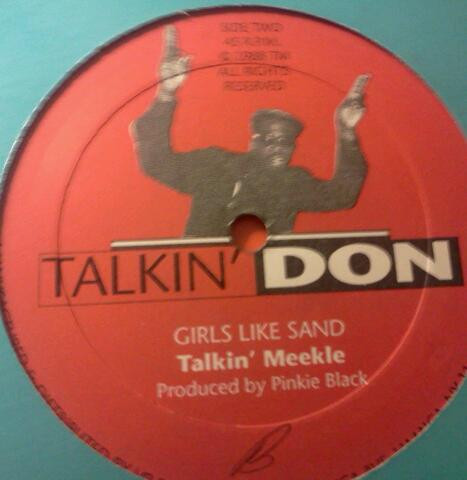 SIDE TWO
45 R.P.M.
ALL RIGHTS
RESERVED
TALKIN' DON
GIRLS LIKE SAND
Talkin' Meekle
Produced by Pinkie Black
B